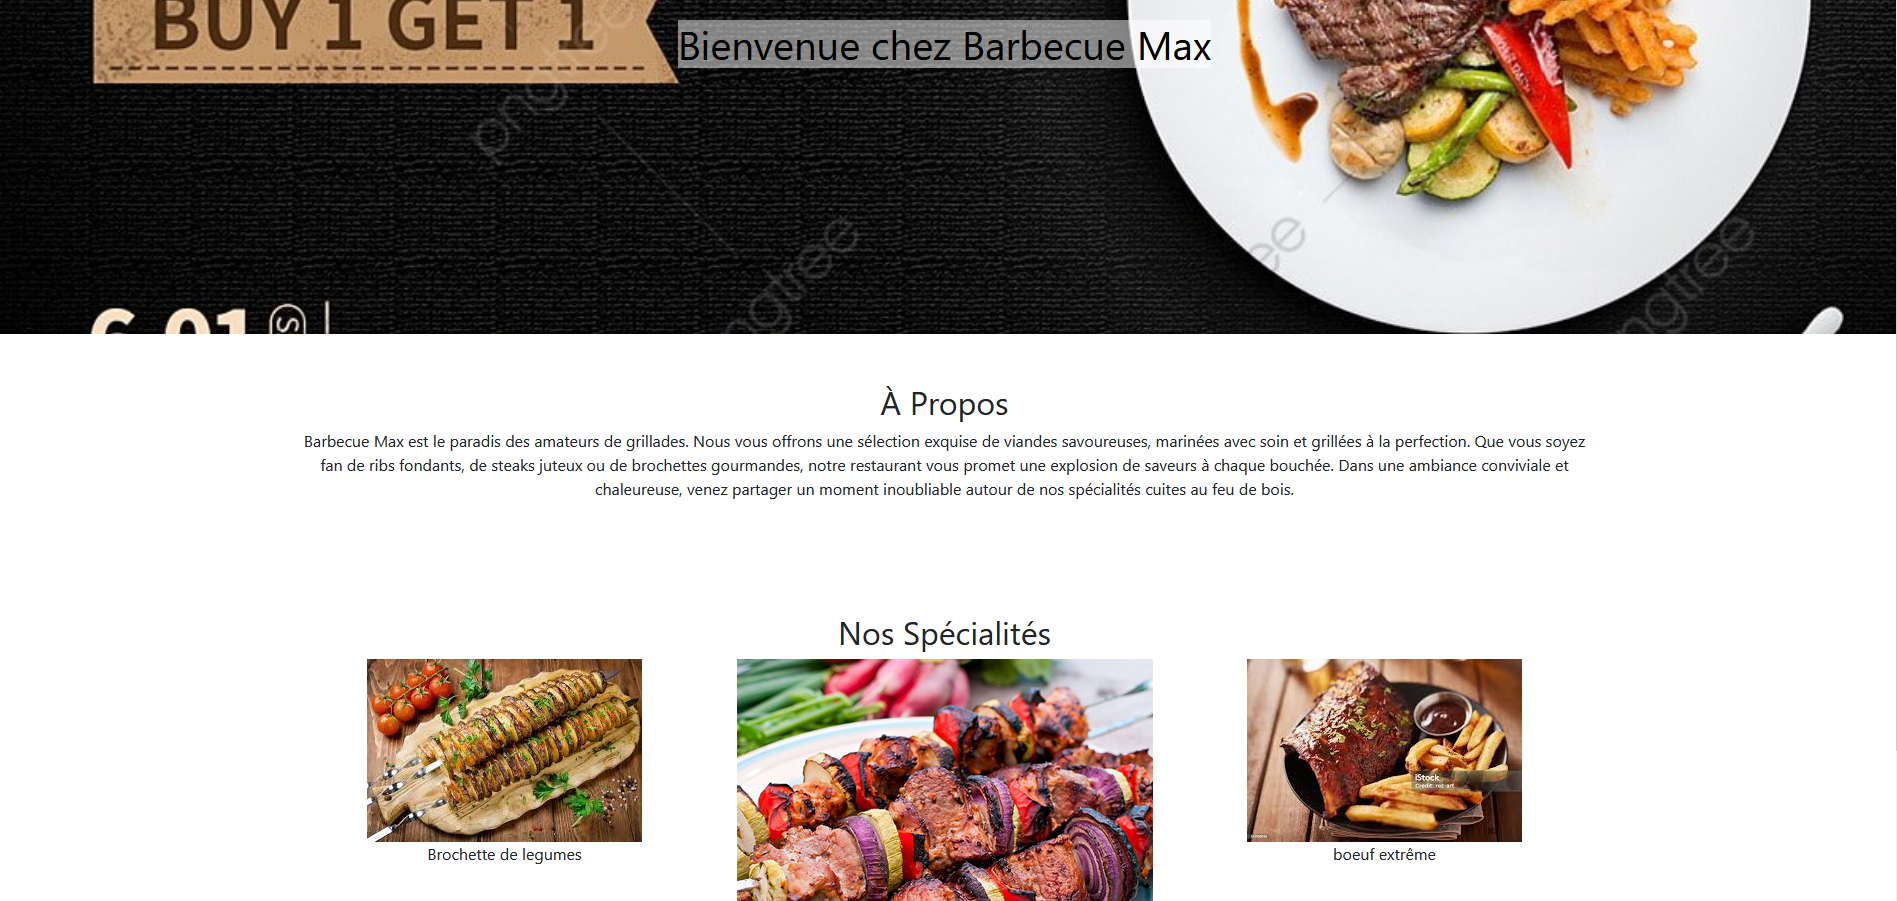 BUY 1 GET 1
Bienvenue chez Barbecue Max
pngtree
pngtree
À Propos
Barbecue Max est le paradis des amateurs de grillades. Nous vous offrons une sélection exquise de viandes savoureuses, marinées avec soin et grillées à la perfection. Que vous soyez
fan de ribs fondants, de steaks juteux ou de brochettes gourmandes, notre restaurant vous promet une explosion de saveurs à chaque bouchée. Dans une ambiance conviviale et
chaleureuse, venez partager un moment inoubliable autour de nos spécialités cuites au feu de bois.
Nos Spécialités
iStock
Credit: rez-art
Brochette de legumes
boeuf extrême